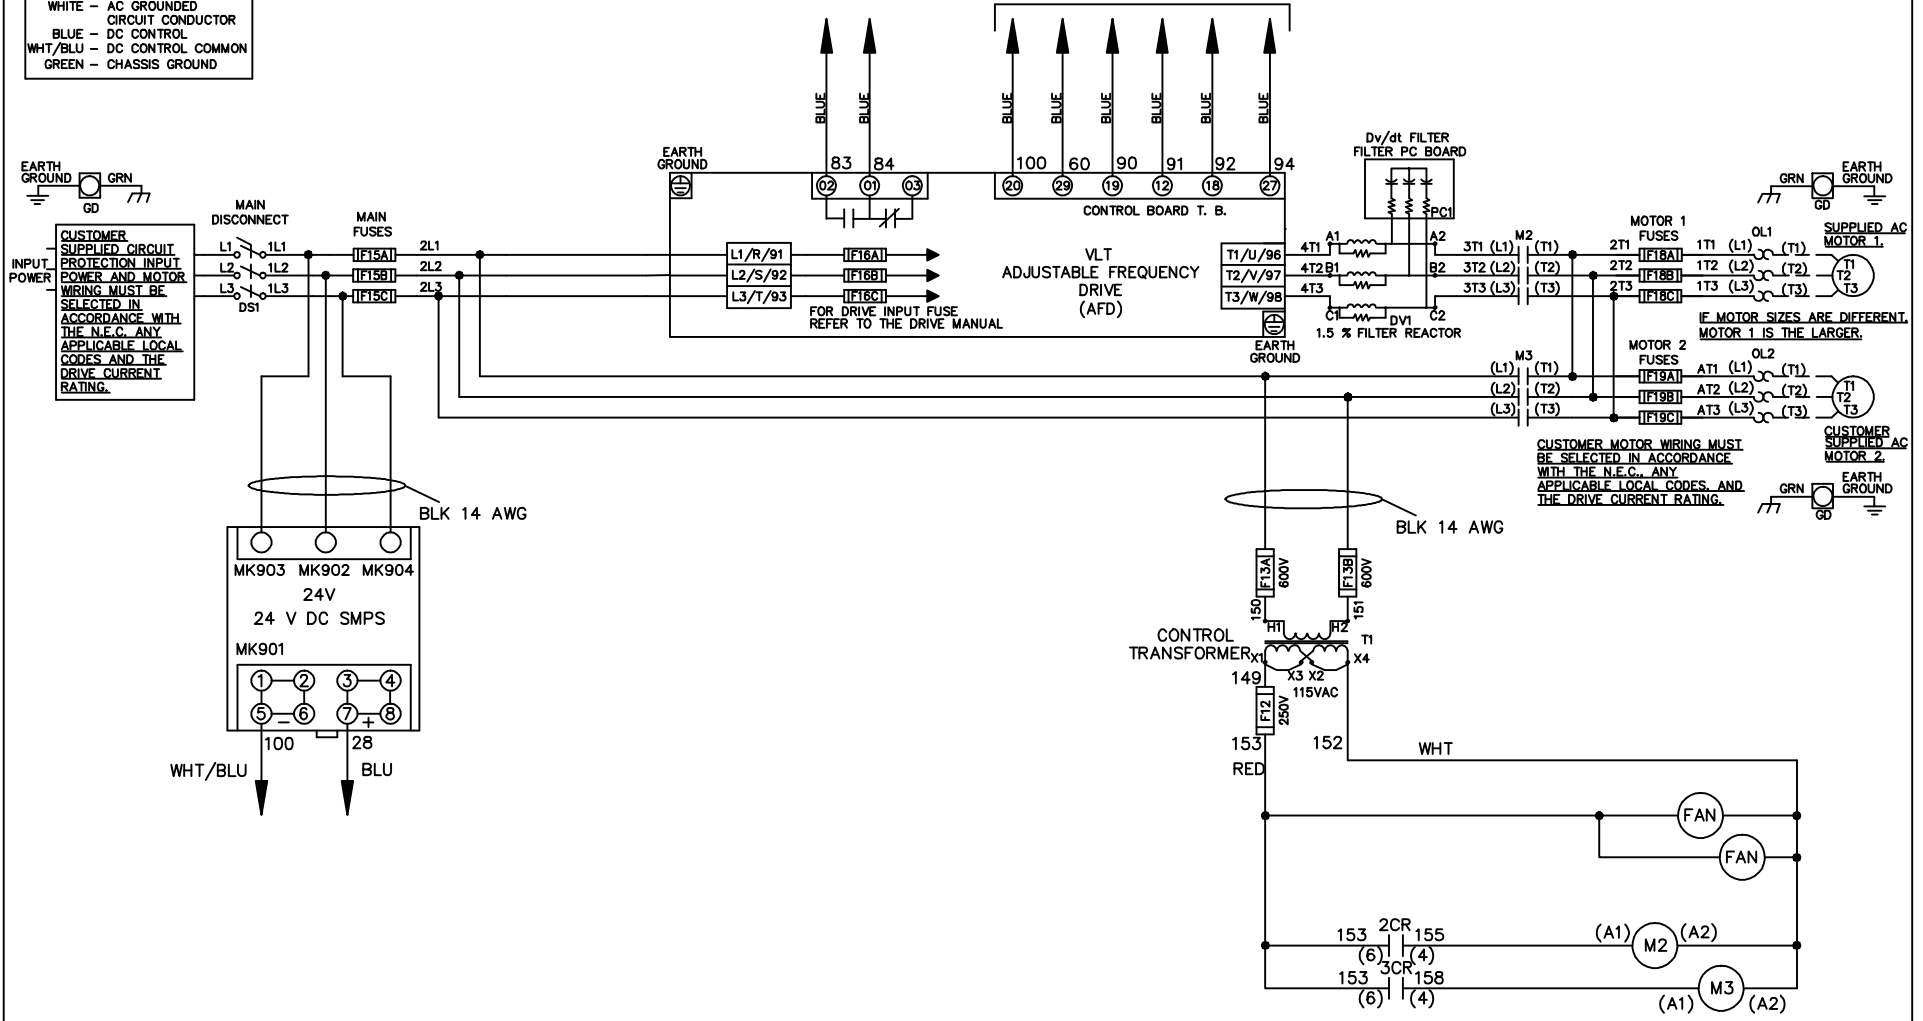 WHITE – AC GROUNDED
CIRCUIT CONDUCTOR
BLUE – DC CONTROL
WHT/BLU – DC CONTROL COMMON
GREEN – CHASSIS GROUND
BLUE
BLUE
BLUE
BLUE
BLUE
BLUE
BLUE
BLUE
83
84
100
60
90
91
92
94
EARTH
GROUND
02
01
03
20
29
19
12
18
27
CONTROL BOARD T. B.
Dv/dt FILTER
FILTER PC BOARD
PC1
EARTH
GROUND
GRN
GD
CUSTOMER
SUPPLIED CIRCUIT
PROTECTION INPUT
POWER AND MOTOR
WIRING MUST BE
SELECTED IN
ACCORDANCE WITH
THE N.E.C. ANY
APPLICABLE LOCAL
CODES AND THE
DRIVE CURRENT
RATING.
INPUT
POWER
MAIN
DISCONNECT
L1
L2
L3
1L1
1L2
1L3
DS1
MAIN
FUSES
F15A
F15B
F15C
2L1
2L2
2L3
L1/R/91
L2/S/92
L3/T/93
F16A
F16B
F16C
FOR DRIVE INPUT FUSE
REFER TO THE DRIVE MANUAL
VLT
ADJUSTABLE FREQUENCY
DRIVE
(AFD)
T1/U/96
T2/V/97
T3/W/98
EARTH
GROUND
4T1
4T2
4T3
A1
B1
C1
A2
B2
C2
DV1
1.5 % FILTER REACTOR
3T1 (L1) M2 (T1)
3T2 (L2) (T2)
3T3 (L3) (T3)
MOTOR 1
FUSES
2T1 F18A 1T1 (L1) OL1 (T1)
2T2 F18B 1T2 (L2) (T2)
2T3 F18C 1T3 (L3) (T3)
GRN
GD
EARTH
GROUND
SUPPLIED AC
MOTOR 1.
T1
T2
T3
IF MOTOR SIZES ARE DIFFERENT,
MOTOR 1 IS THE LARGER.
(L1) M3 (T1)
(L2) (T2)
(L3) (T3)
MOTOR 2
FUSES
F19A AT1 (L1) OL2 (T1)
F19B AT2 (L2) (T2)
F19C AT3 (L3) (T3)
T1
T2
T3
CUSTOMER
SUPPLIED AC
MOTOR 2.
CUSTOMER MOTOR WIRING MUST
BE SELECTED IN ACCORDANCE
WITH THE N.E.C., ANY
APPLICABLE LOCAL CODES, AND
THE DRIVE CURRENT RATING.
GRN
GD
EARTH
GROUND
BLK 14 AWG
MK903 MK902 MK904
24V
24 V DC SMPS
MK901
1 2 3 4
5 – 6 7 + 8
100
28
WHT/BLU
BLU
BLK 14 AWG
F13A
600V
F13B
600V
150
151
H1
H2
T1
CONTROL
TRANSFORMER
X1
X3 X2
X4
115VAC
149
F12
250V
153
152
RED
WHT
FAN
FAN
153 2CR 155 (A1) M2 (A2)
(6) (4)
153 3CR 158 M3
(6) (4) (A1) (A2)